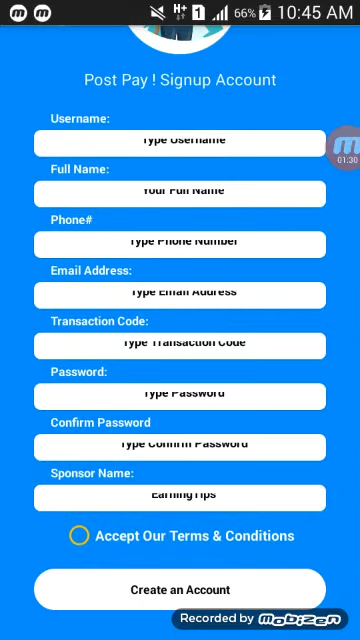 H+ 1 66% 10:45 AM
Post Pay ! Signup Account
Username:
Type Username
01:30
Full Name:
Your Full Name
Phone#
Type Phone Number
Email Address:
Type Email Address
Transaction Code:
Type Transaction Code
Password:
Type Password
Confirm Password
Type Confirm Password
Sponsor Name:
EarningTips
Accept Our Terms & Conditions
Create an Account
Recorded by MOBIZEN